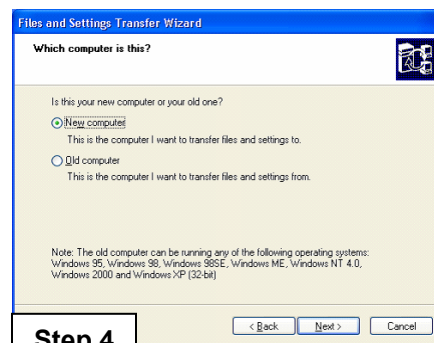 Files and Settings Transfer Wizard
Which computer is this?
Is this your new computer or your old one?
New computer
This is the computer I want to transfer files and settings to.
Old computer
This is the computer I want to transfer files and settings from.
Note: The old computer can be running any of the following operating systems:
Windows 95, Windows 98, Windows 98SE, Windows ME, Windows NT 4.0,
Windows 2000 and Windows XP (32-bit)
< Back Next > Cancel
Step 4